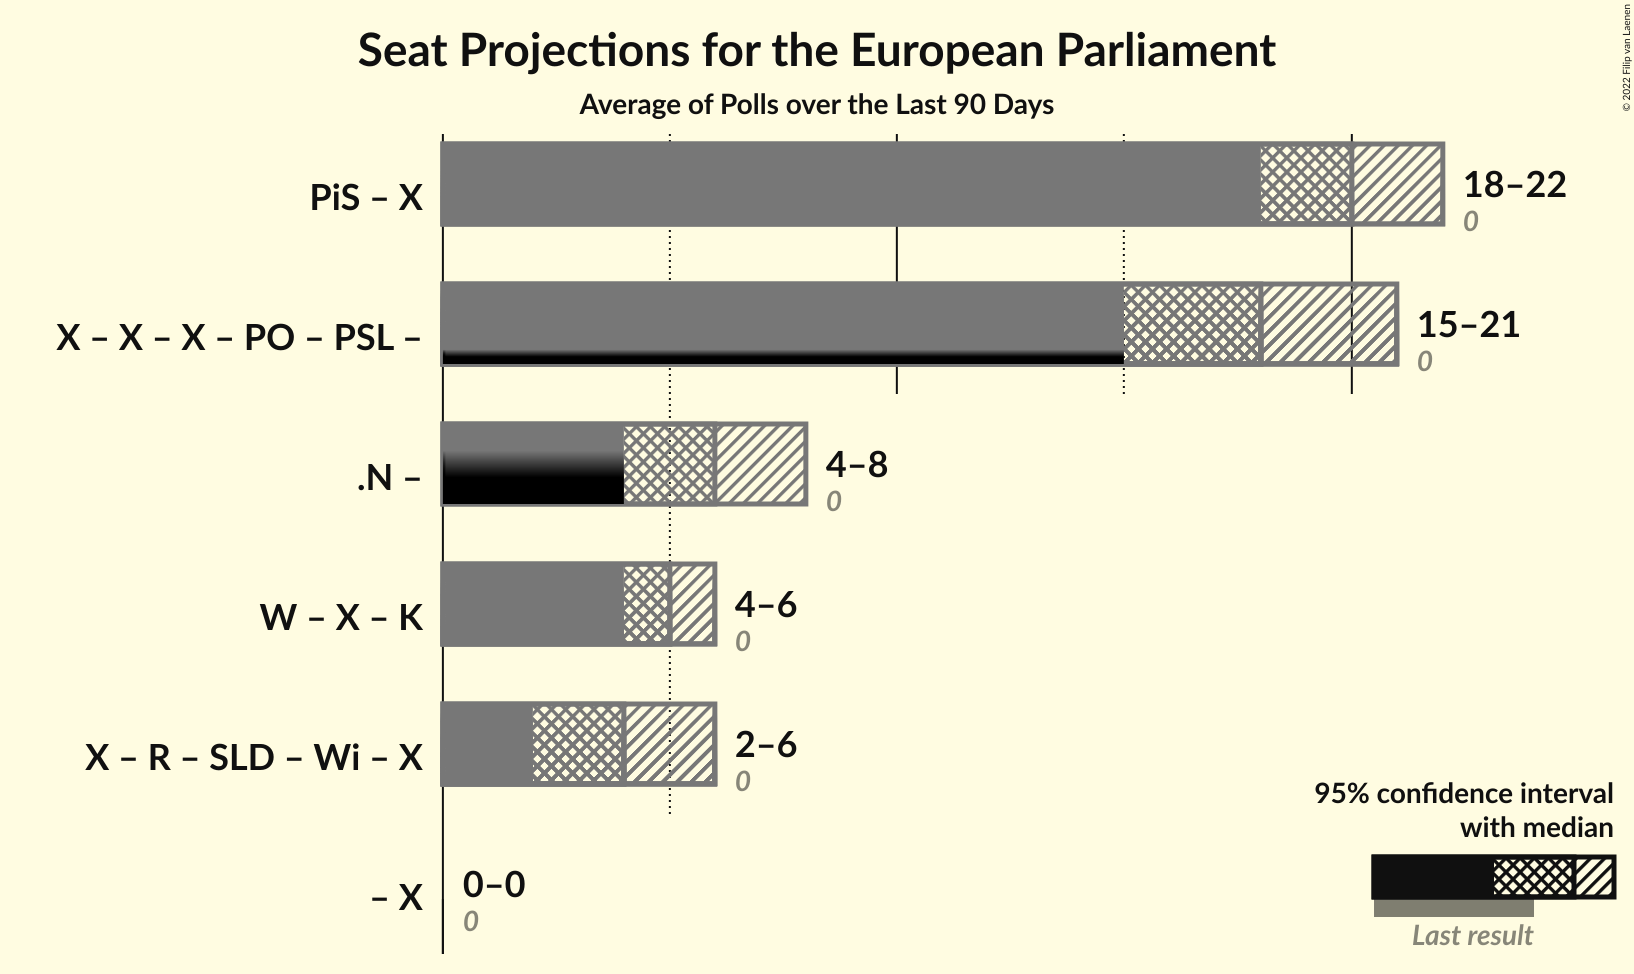 Seat Projections for the European Parliament
Average of Polls over the Last 90 Days
© 2022 Filip van Laenen
PiS – X
18–22
0
X – X – X – PO – PSL –
15–21
0
.N –
4–8
0
W – X – K
4–6
0
X – R – SLD – Wi – X
2–6
0
– X
0–0
0
95% confidence interval
with median
Last result